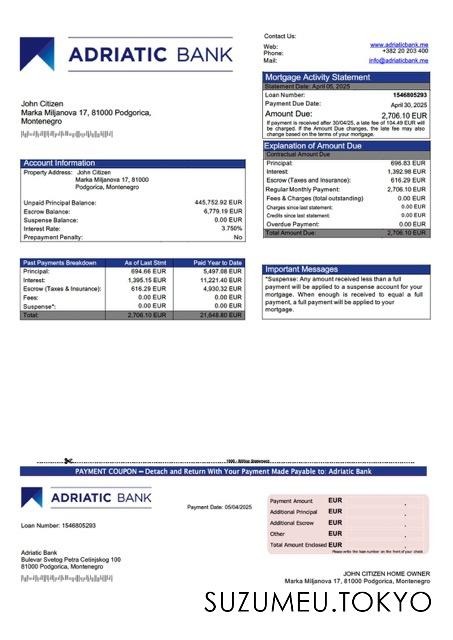 ADRIATIC BANK
Contact Us:
Web: www.adriaticbank.me
Phone: +382 20 203 400
Mail: info@adriaticbank.me
Mortgage Activity Statement
Statement Date: April 05, 2025
Loan Number: 1546805293
Payment Due Date: April 30, 2025
Amount Due: 2,706.10 EUR
If payment is received after 30/04/25, a late fee of 104.49 EUR will
be charged. If the Amount Due changes, the late fee may also
change based on the terms of your mortgage.
John Citizen
Marka Miljanova 17, 81000 Podgorica,
Montenegro
Explanation of Amount Due
Contractual Amount Due
Principal: 696.83 EUR
Interest: 1,392.98 EUR
Escrow (Taxes and Insurance): 616.29 EUR
Regular Monthly Payment: 2,706.10 EUR
Fees & Charges (total outstanding) 0.00 EUR
Charges since last statement: 0.00 EUR
Credits since last statement: 0.00 EUR
Overdue Payment: 0.00 EUR
Total Amount Due: 2,706.10 EUR
Account Information
Property Address: John Citizen
Marka Miljanova 17, 81000
Podgorica, Montenegro
Unpaid Principal Balance: 445,752.92 EUR
Escrow Balance: 6,779.19 EUR
Suspense Balance: 0.00 EUR
Interest Rate: 3.750%
Prepayment Penalty: No
Past Payments Breakdown As of Last Stmt Paid Year to Date
Principal: 694.66 EUR 5,497.08 EUR
Interest: 1,395.15 EUR 11,221.40 EUR
Escrow (Taxes & Insurance): 616.29 EUR 4,930.32 EUR
Fees: 0.00 EUR 0.00 EUR
Suspense*: 0.00 EUR 0.00 EUR
Total: 2,706.10 EUR 21,648.80 EUR
Important Messages
*Suspense: Any amount received less than a full
payment will be applied to a suspense account for your
mortgage. When enough is received to equal a full
payment, a full payment will be applied to your
mortgage.
PAYMENT COUPON – Detach and Return With Your Payment Made Payable to: Adriatic Bank
ADRIATIC BANK
Payment Date: 05/04/2025
Loan Number: 1546805293
Payment Amount EUR .
Additional Principal EUR .
Additional Escrow EUR .
Other EUR .
Total Amount Enclosed EUR .
Please write the loan number on the front of your check
Adriatic Bank
Bulevar Svetog Petra Cetinjskog 100
81000 Podgorica, Montenegro
JOHN CITIZEN HOME OWNER
Marka Miljanova 17, 81000 Podgorica, Montenegro
SUZUMEU.TOKYO